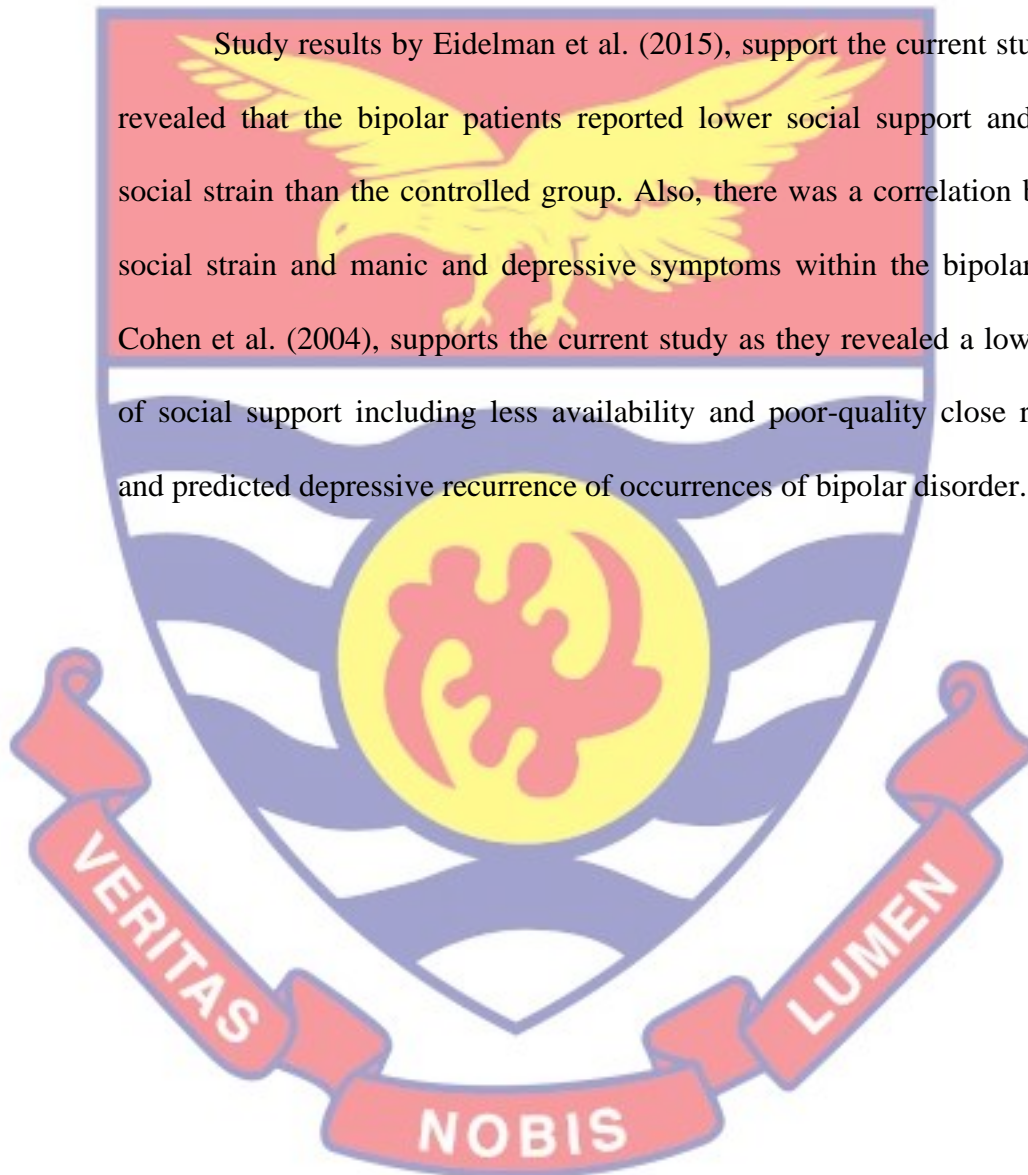 Study results by Eidelman et al. (2015), support the current stu
revealed that the bipolar patients reported lower social support and
social strain than the controlled group. Also, there was a correlation b
social strain and manic and depressive symptoms within the bipolar
Cohen et al. (2004), supports the current study as they revealed a low
of social support including less availability and poor-quality close r
and predicted depressive recurrence of occurrences of bipolar disorder.
VERITAS
NOBIS
LUMEN